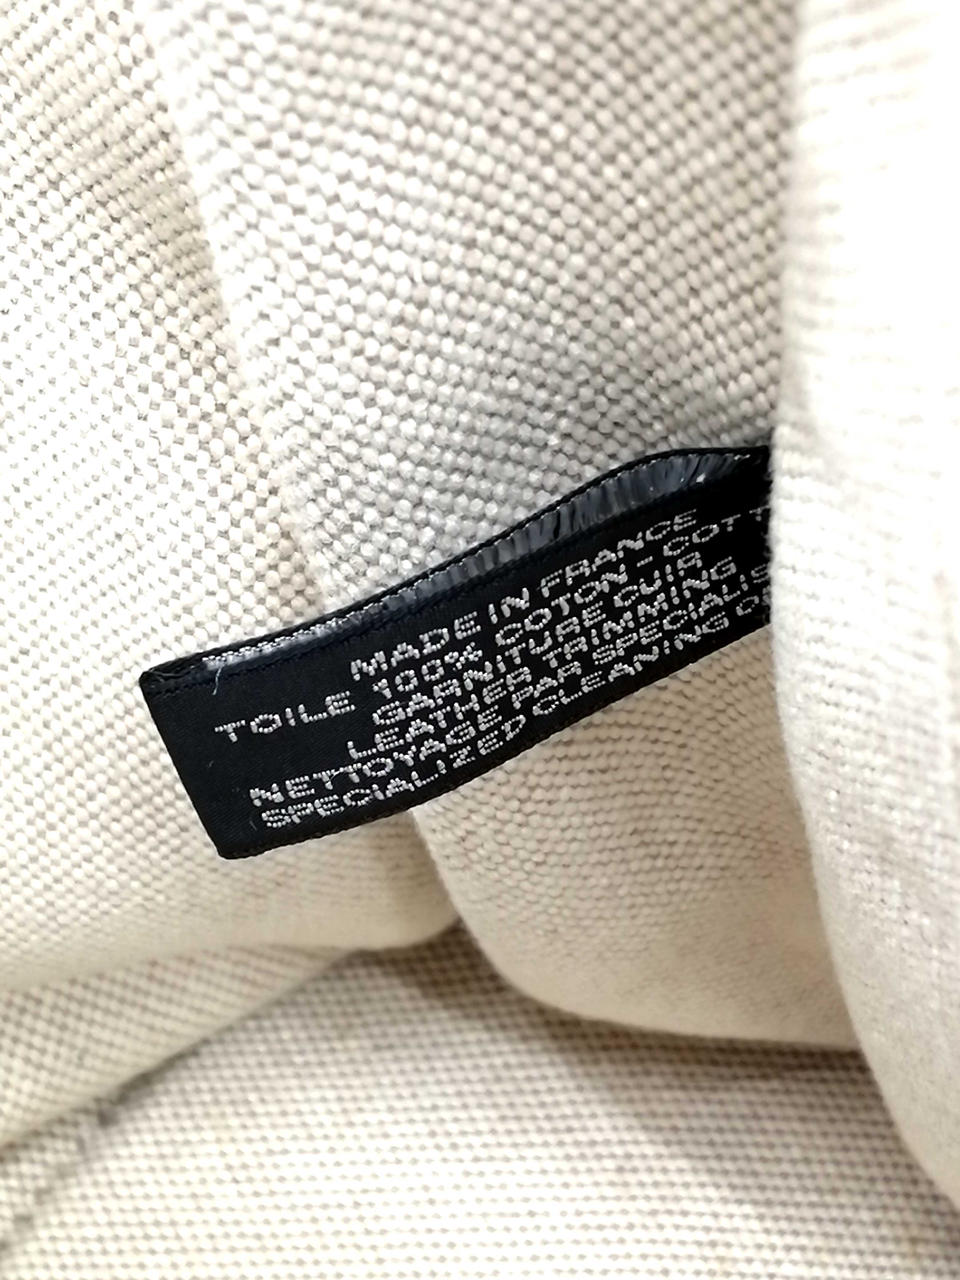 MADE IN FRANCE
TOILE 100% COTON - COTT
GARNITURE CUIR
LEATHER TRIMMING
NETTOYAGE PAR SPECIALIS
SPECIALIZED CLEANING O